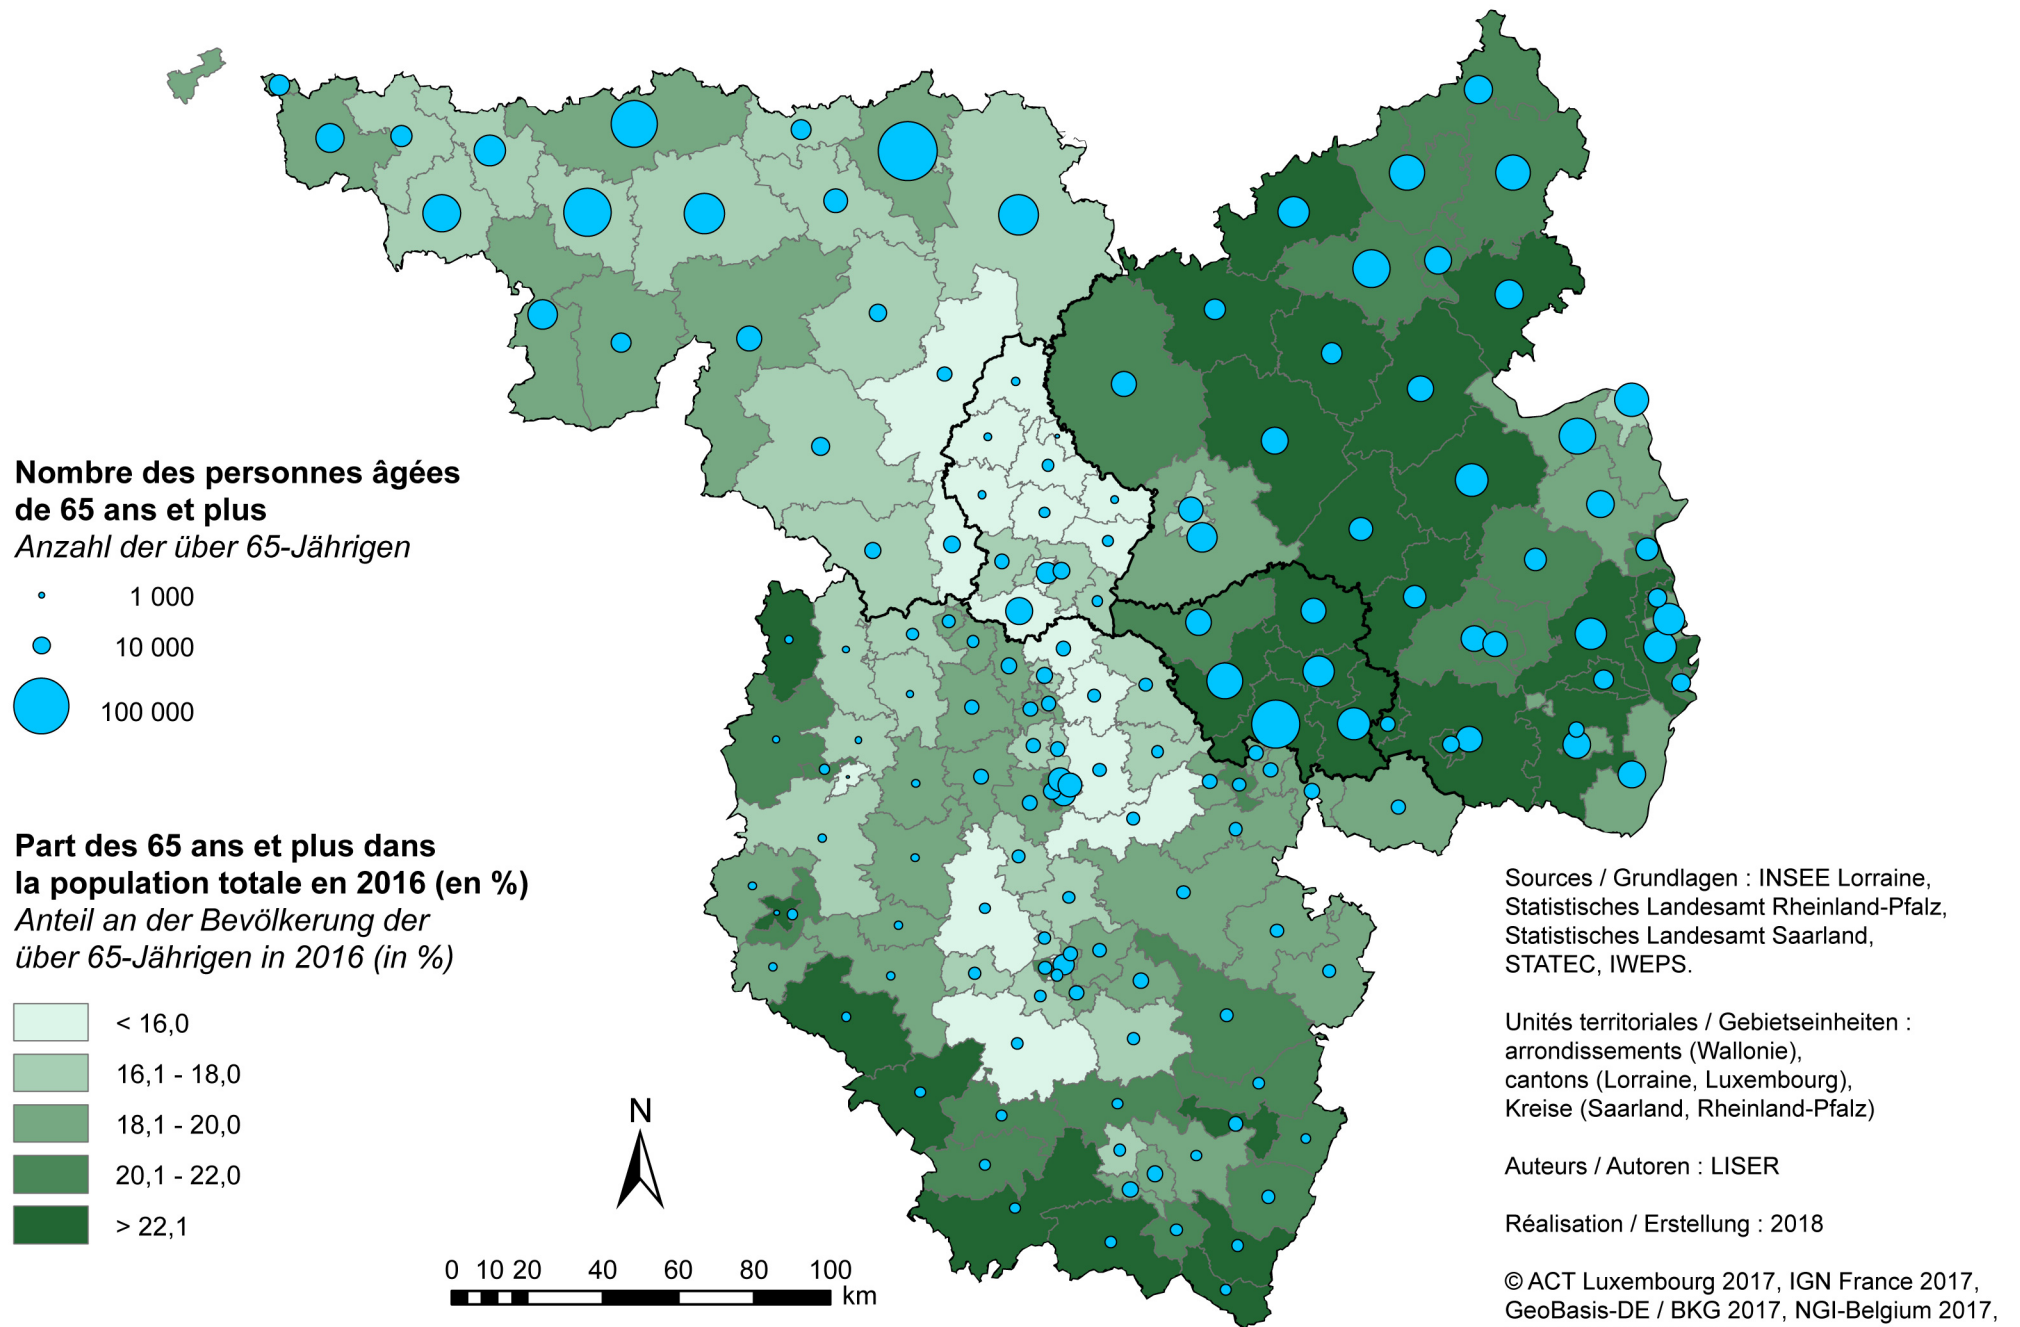 Nombre des personnes âgées
de 65 ans et plus
Anzahl der über 65-Jährigen
1 000
10 000
100 000
Part des 65 ans et plus dans
la population totale en 2016 (en %)
Anteil an der Bevölkerung der
über 65-Jährigen in 2016 (in %)
< 16,0
16,1 - 18,0
18,1 - 20,0
20,1 - 22,0
> 22,1
N
0 10 20 40 60 80 100
km
Sources / Grundlagen : INSEE Lorraine,
Statistisches Landesamt Rheinland-Pfalz,
Statistisches Landesamt Saarland,
STATEC, IWEPS.
Unités territoriales / Gebietseinheiten :
arrondissements (Wallonie),
cantons (Lorraine, Luxembourg),
Kreise (Saarland, Rheinland-Pfalz)
Auteurs / Autoren : LISER
Réalisation / Erstellung : 2018
© ACT Luxembourg 2017, IGN France 2017,
GeoBasis-DE / BKG 2017, NGI-Belgium 2017,